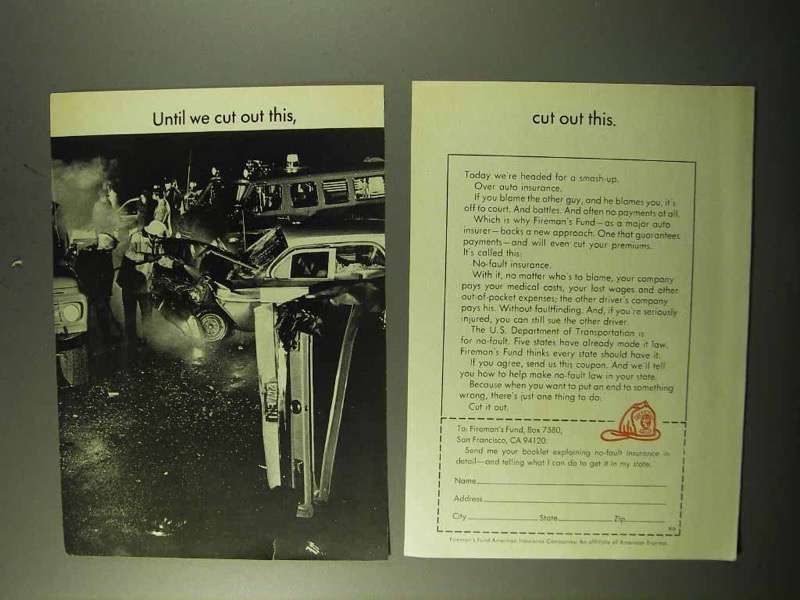 Until we cut out this,
cut out this.
Today we're headed for a smash-up.
Over auto insurance.
If you blame the other guy, and he blames you, it's
off to court. And battles. And often no payments at all.
Which is why Fireman's Fund—as a major auto
insurer—backs a new approach. One that guarantees
payments—and will even cut your premiums.
It's called this:
No-fault insurance.
With it, no matter who's to blame, your company
pays your medical costs, your lost wages and other
out-of-pocket expenses; the other driver's company
pays his. Without faultfinding. And, if you're seriously
injured, you can still sue the other driver.
The U.S. Department of Transportation is
for no-fault. Five states have already made it law.
Fireman's Fund thinks every state should have it.
If you agree, send us this coupon. And we'll tell
you how to help make no-fault law in your state.
Because when you want to put an end to something
wrong, there's just one thing to do:
Cut it out.
To: Fireman's Fund, Box 7580,
San Francisco, CA 94120.
Send me your booklet explaining no-fault insurance in
detail—and telling what I can do to get it in my state.
Name
Address
City State Zip
Fireman's Fund American Insurance Companies. An affiliate of American Express.